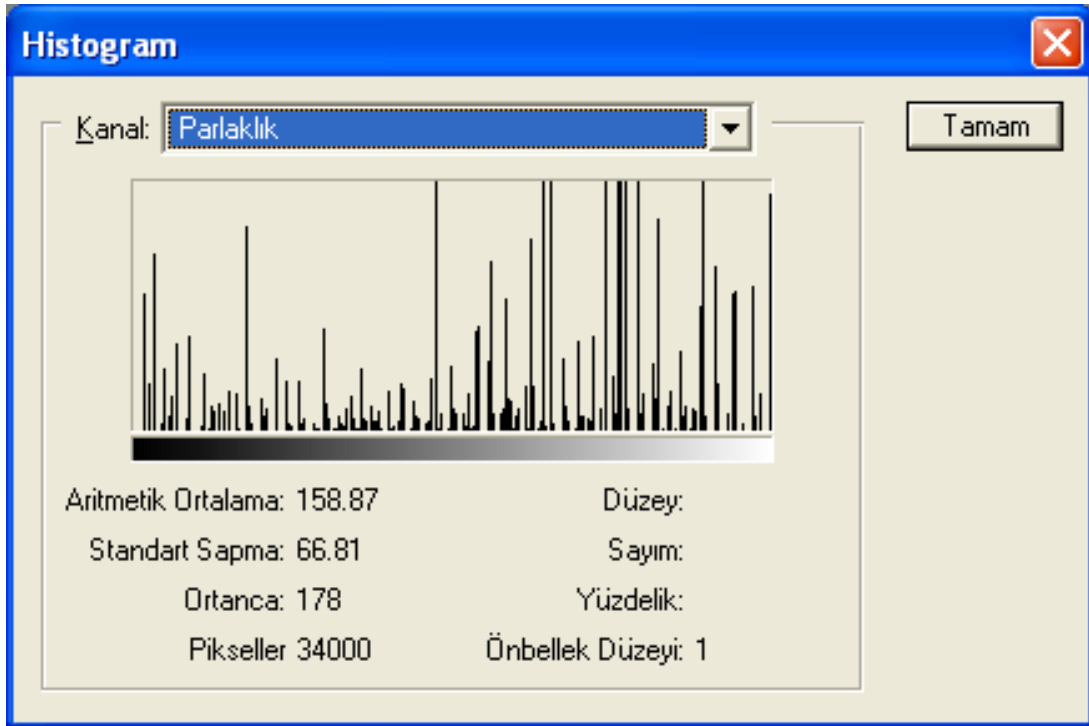 Histogram
Kanal: Parlaklık
Tamam
Aritmetik Ortalama: 158.87 Düzey:
Standart Sapma: 66.81 Sayım:
Ortanca: 178 Yüzdelik:
Pikseller 34000 Önbellek Düzeyi: 1